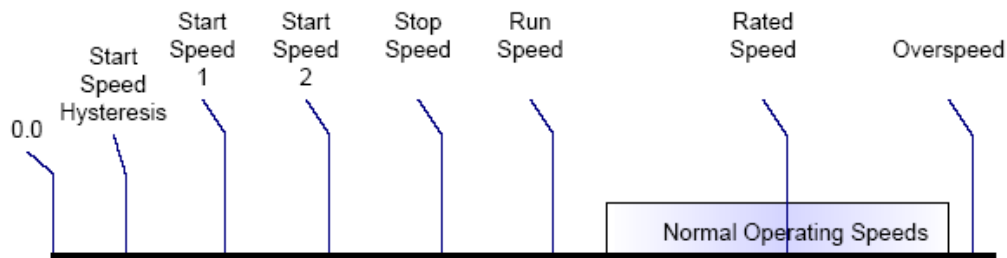 0.0
Start
Speed
Hysteresis
Start
Speed
1
Start
Speed
2
Stop
Speed
Run
Speed
Rated
Speed
Overspeed
Normal Operating Speeds